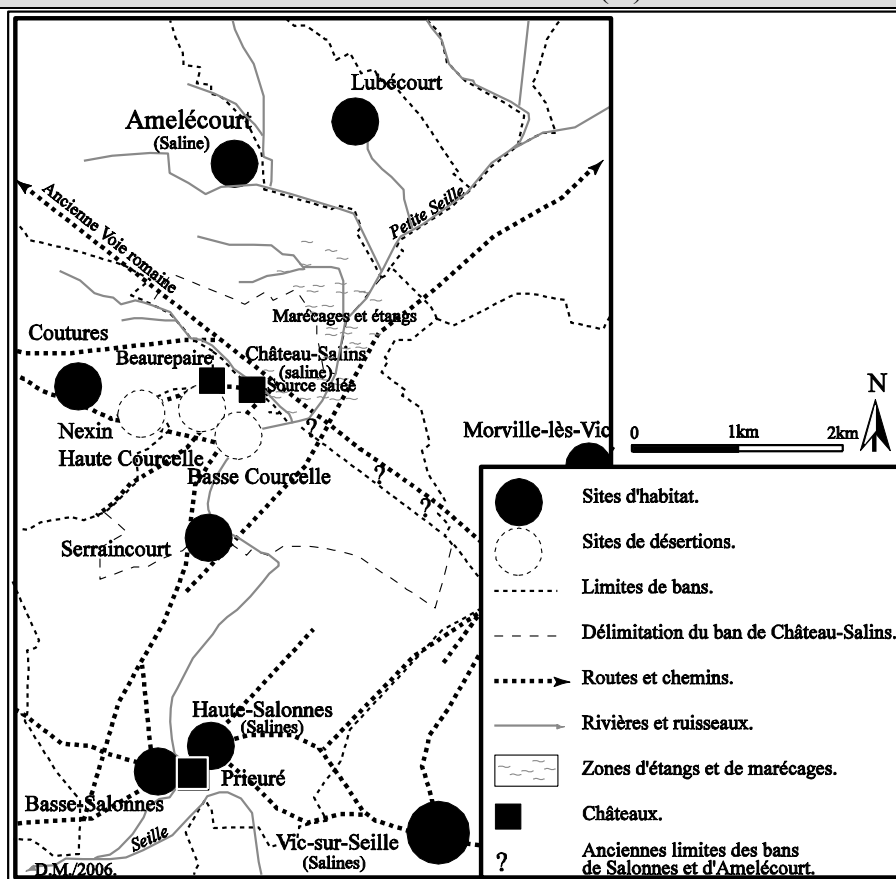 Lubécourt
Amelécourt
(Saline)
Petite Seille
Ancienne Voie romaine
Marécages et étangs
Coutures
Beaurepaire
Château-Salins
(saline)
Source salée
N
Nexin
Morville-lès-Vic
0 1km 2km
Haute Courcelle
Basse Courcelle
?
?
?
Serraincourt
Haute-Salonnes
(Salines)
Prieuré
Basse-Salonnes
Seille
Vic-sur-Seille
(Salines)
D.M./2006.
Sites d'habitat.
Sites de désertions.
Limites de bans.
Délimitation du ban de Château-Salins.
Routes et chemins.
Rivières et ruisseaux.
Zones d'étangs et de marécages.
Châteaux.
? Anciennes limites des bans
de Salonnes et d'Amelécourt.